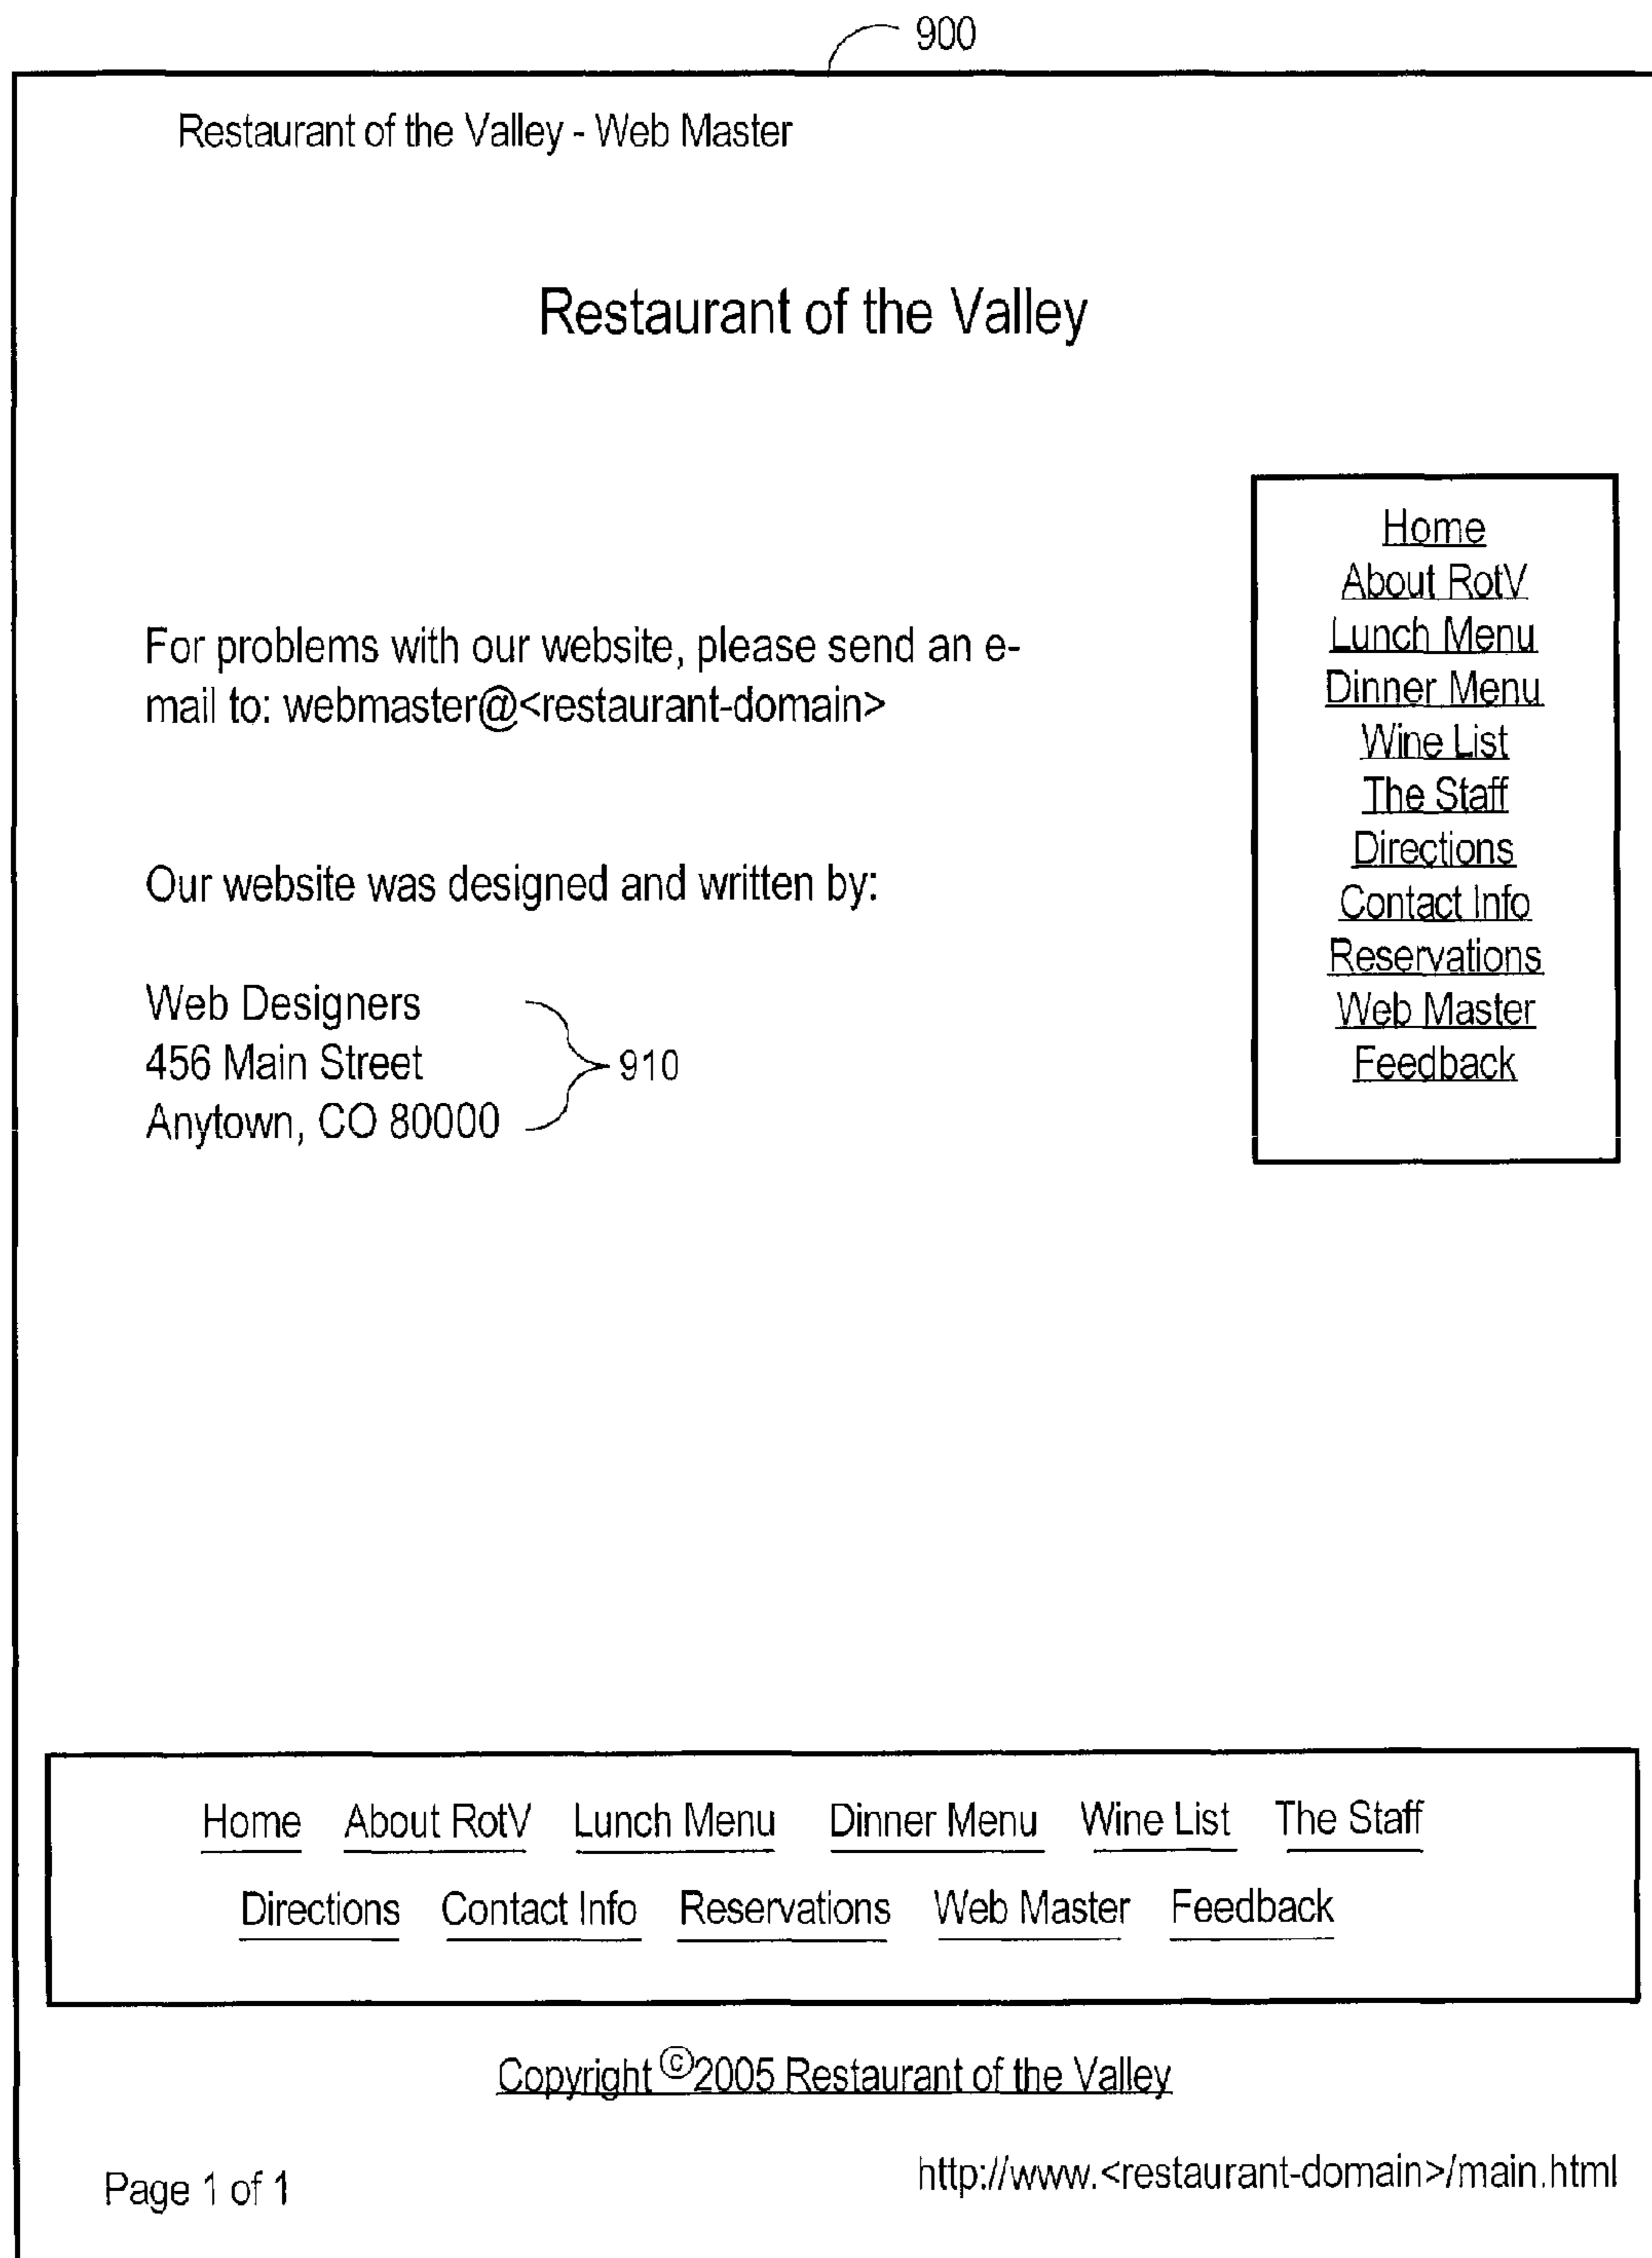 900
Restaurant of the Valley - Web Master
Restaurant of the Valley
For problems with our website, please send an e-
mail to: webmaster@<restaurant-domain>
Our website was designed and written by:
Web Designers
456 Main Street
Anytown, CO 80000
910
Home
About RotV
Lunch Menu
Dinner Menu
Wine List
The Staff
Directions
Contact Info
Reservations
Web Master
Feedback
Home About RotV Lunch Menu Dinner Menu Wine List The Staff
Directions Contact Info Reservations Web Master Feedback
Copyright ©2005 Restaurant of the Valley
Page 1 of 1
http://www.<restaurant-domain>/main.html